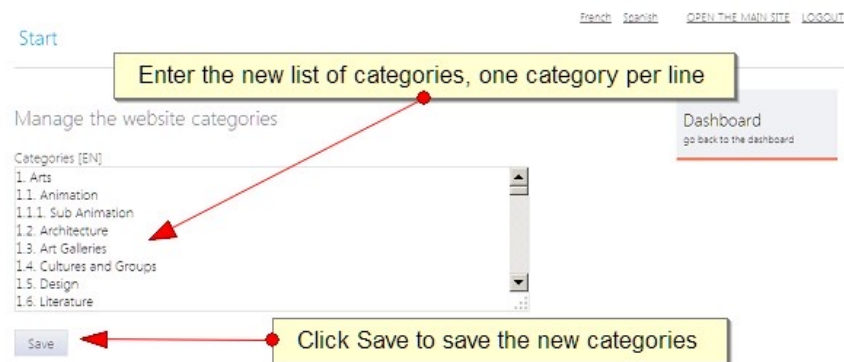 French Spanish OPEN THE MAIN SITE LOGOUT
Start
Enter the new list of categories, one category per line
Manage the website categories
Dashboard
go back to the dashboard
Categories [EN]
1. Arts
1.1. Animation
1.1.1. Sub Animation
1.2. Architecture
1.3. Art Galleries
1.4. Cultures and Groups
1.5. Design
1.6. Literature
Save
Click Save to save the new categories